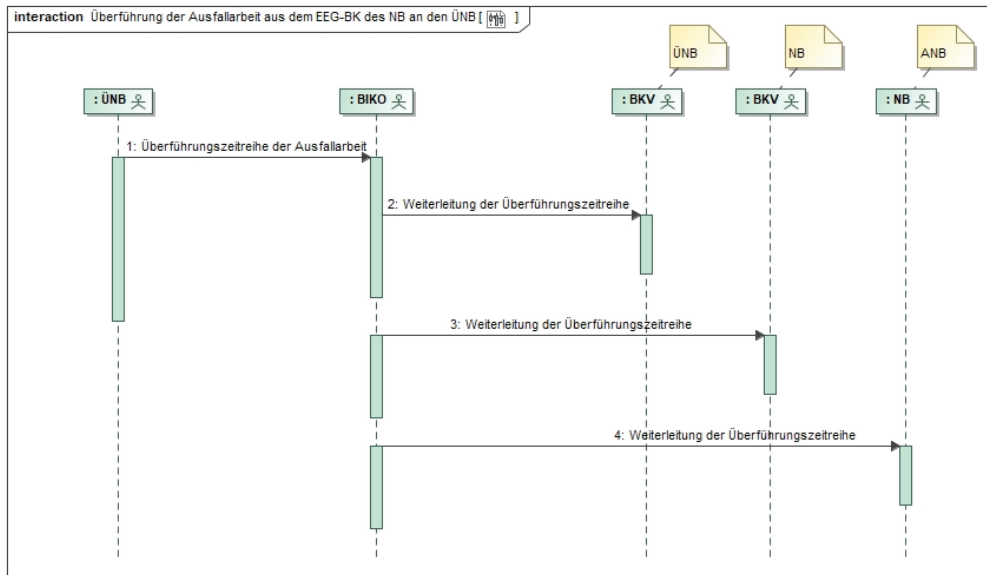 interaction Überführung der Ausfallarbeit aus dem EEG-BK des NB an den ÜNB [ ]
ÜNB
NB
ANB
: ÜNB
: BIKO
: BKV
: BKV
: NB
1: Überführungszeitreihe der Ausfallarbeit
2: Weiterleitung der Überführungszeitreihe
3: Weiterleitung der Überführungszeitreihe
4: Weiterleitung der Überführungszeitreihe